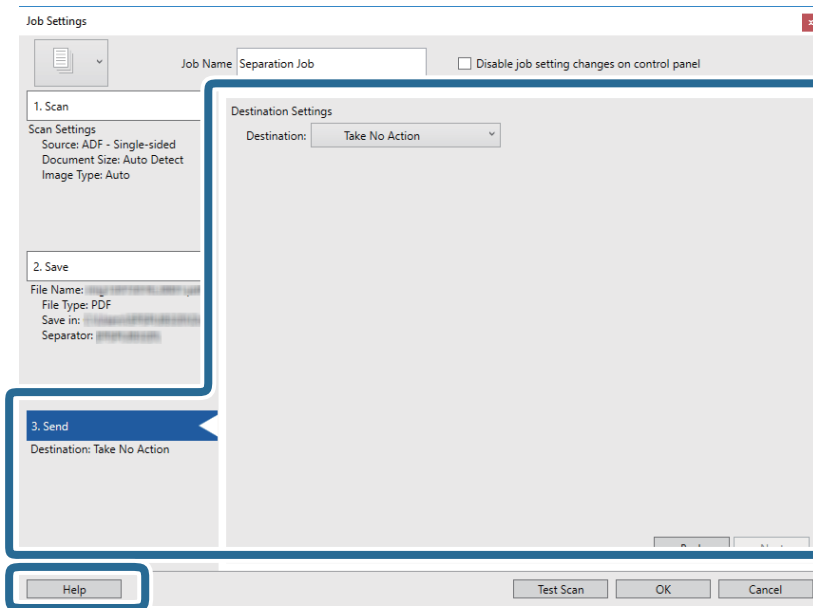 Job Settings
Job Name Separation Job Disable job setting changes on control panel
1. Scan
Scan Settings
Source: ADF - Single-sided
Document Size: Auto Detect
Image Type: Auto
2. Save
File Name:
File Type: PDF
Save in:
Separator:
3. Send
Destination: Take No Action
Destination Settings
Destination: Take No Action
Help Test Scan OK Cancel